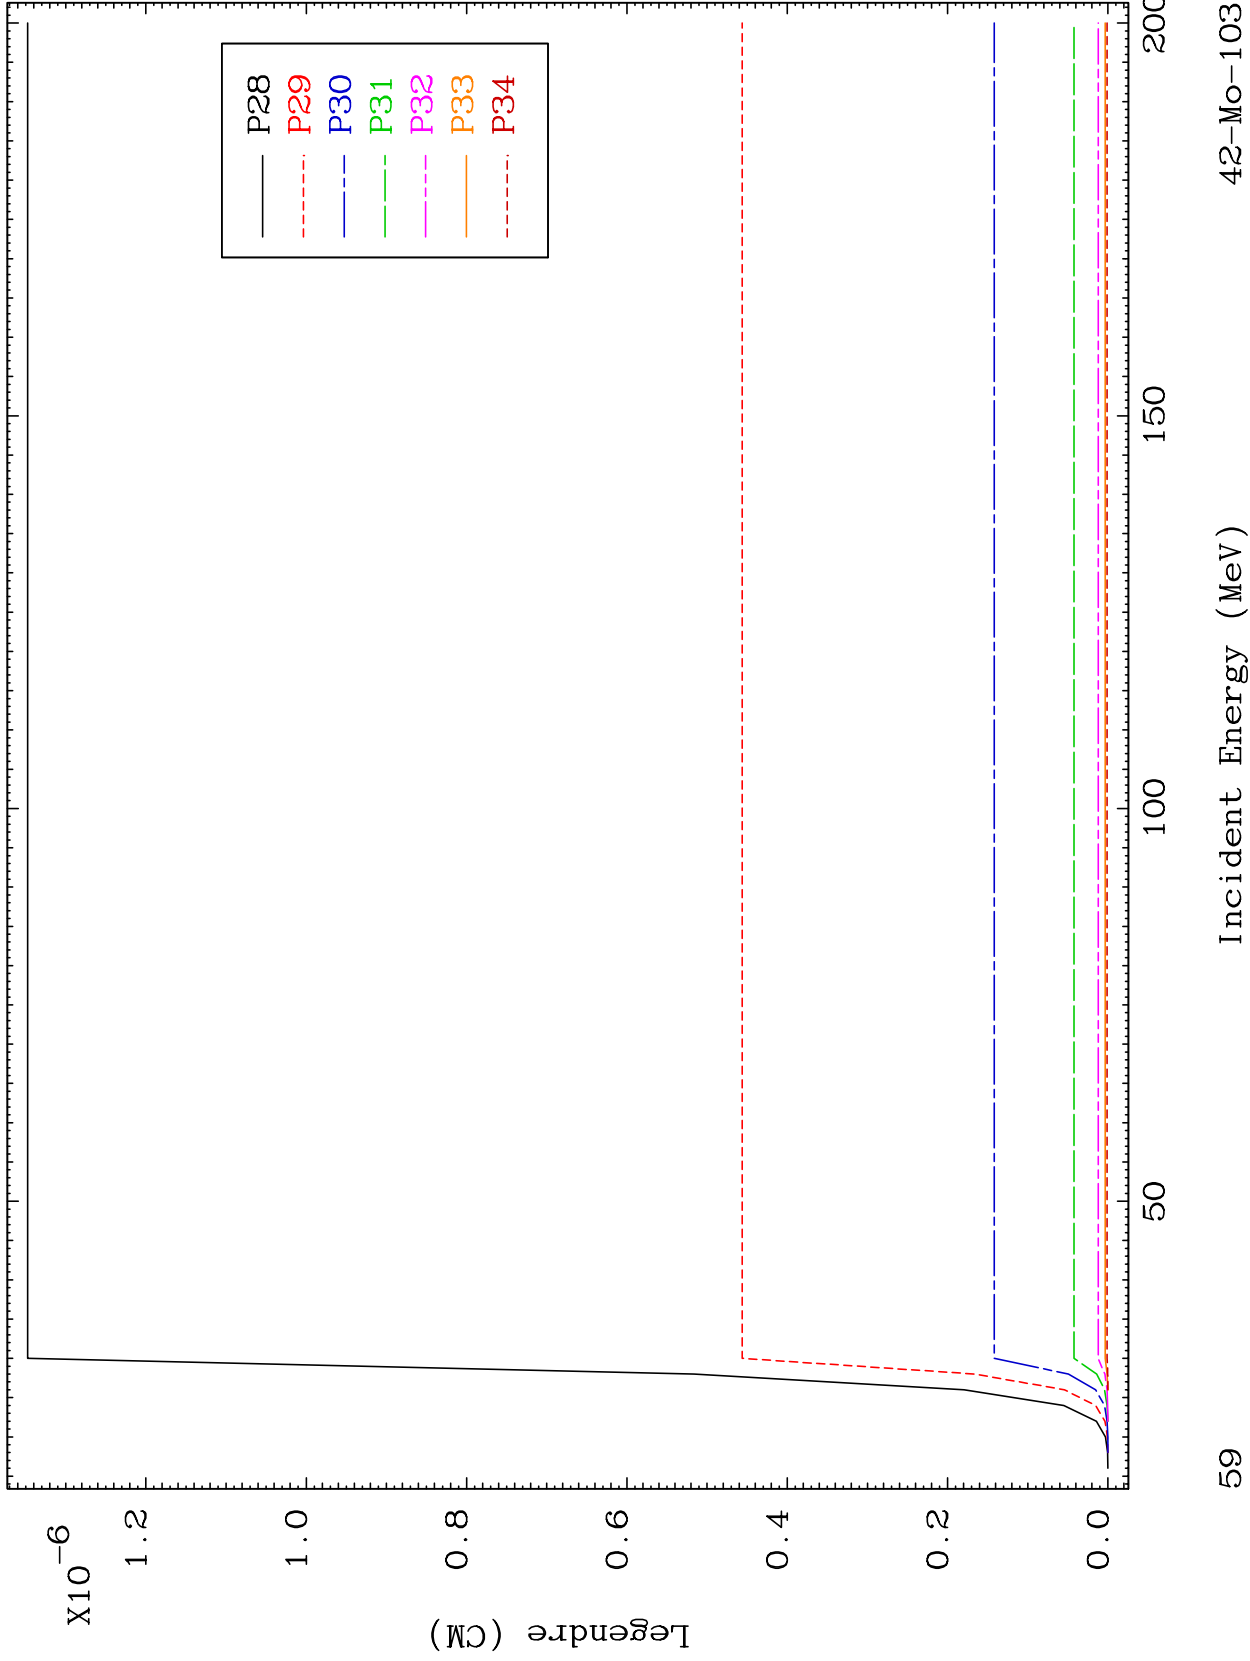 X10-6
1.2
1.0
0.8
0.6
0.4
0.2
0.0
Legendre (CM)
P28
P29
P30
P31
P32
P33
P34
50
100
150
200
Incident Energy (MeV)
59
42-Mo-103